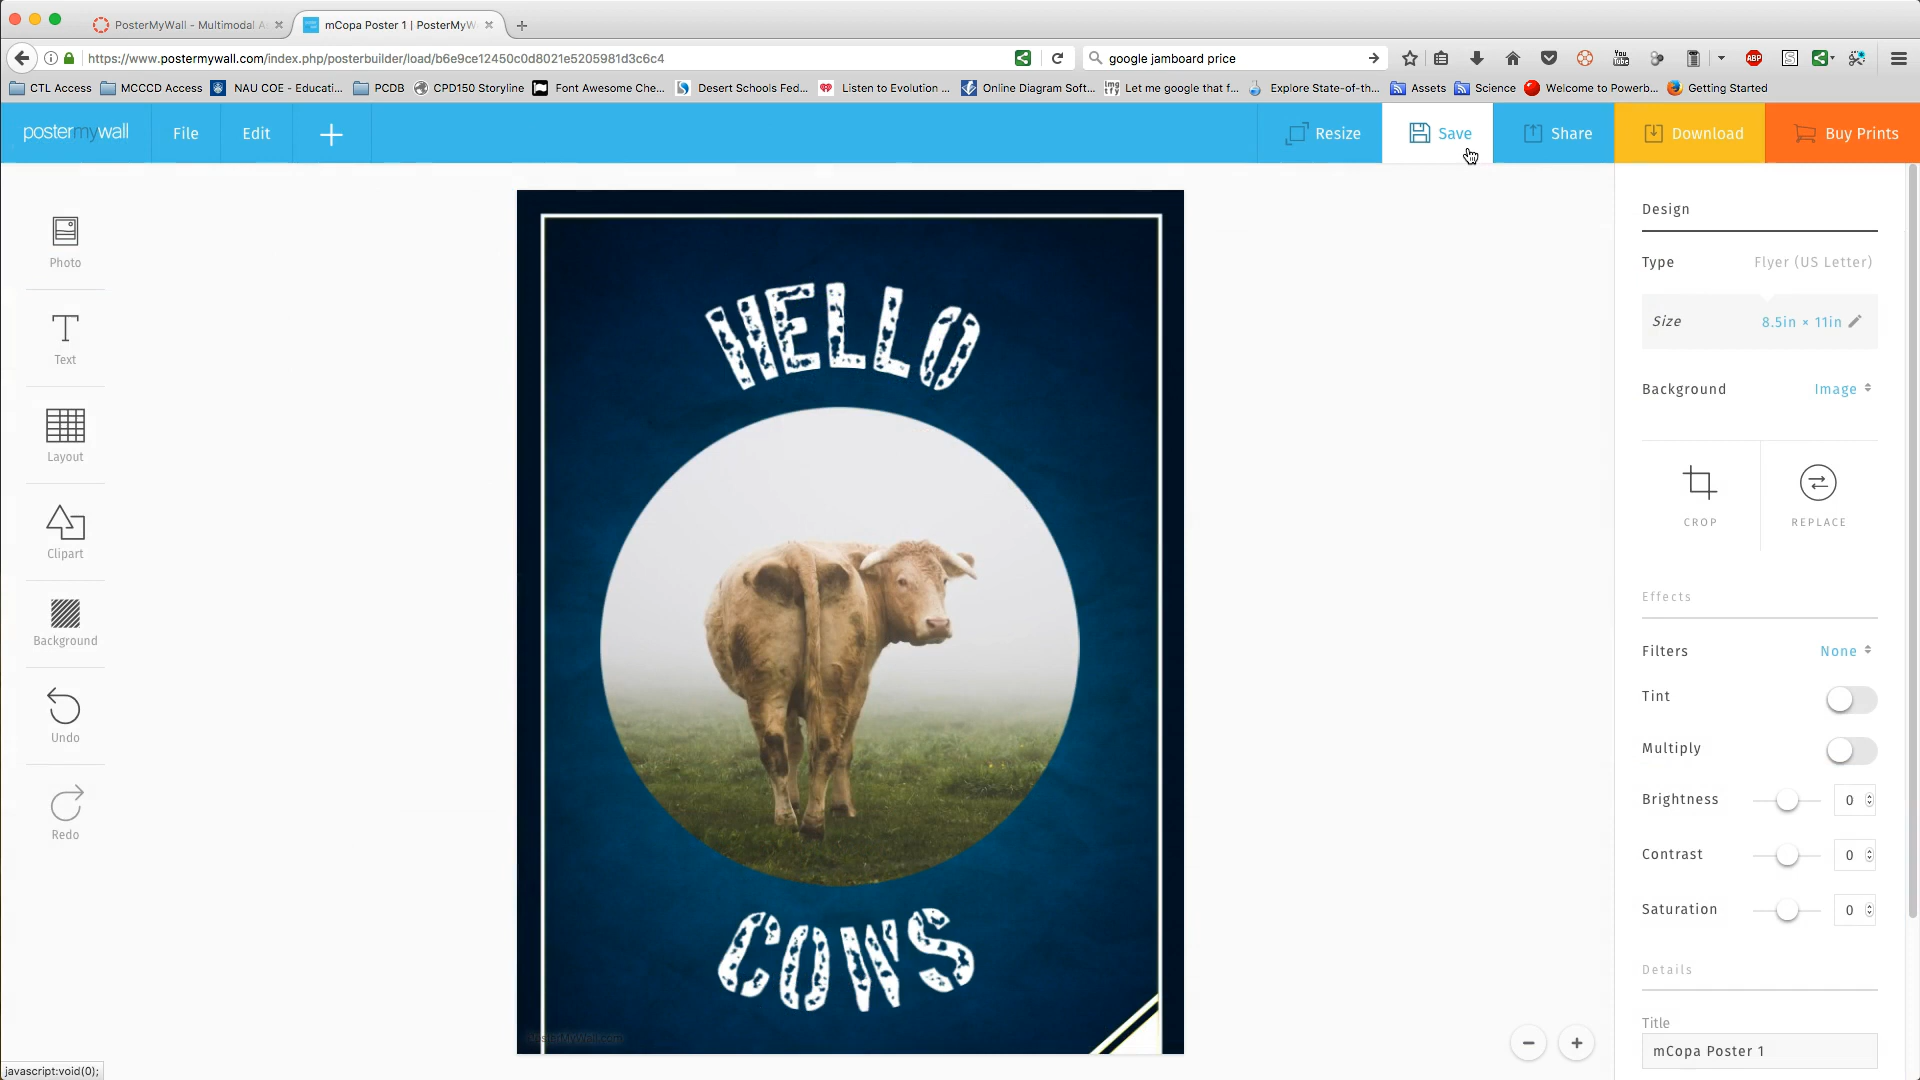 PosterMyWall - Multimodal A
mCopa Poster 1 | PosterMyW
https://www.postermywall.com/index.php/posterbuilder/load/b6e9ce12450c0d8021e5205981d3c6c4
google jamboard price
You Tube
ABP
S
CTL Access
MCCCD Access
NAU COE - Educati...
PCDB
CPD150 Storyline
Font Awesome Che...
Desert Schools Fed...
Listen to Evolution ...
Online Diagram Soft...
Let me google that f...
Explore State-of-th...
Assets
Science
Welcome to Powerb...
Getting Started
postermywall
File
Edit
Resize
Save
Share
Download
Buy Prints
Photo
Text
Layout
Clipart
Background
Undo
Redo
HELLO
COWS
PosterMyWall.com
Design
Type Flyer (US Letter)
Size 8.5in × 11in
Background Image
CROP REPLACE
Effects
Filters None
Tint
Multiply
Brightness 0
Contrast 0
Saturation 0
Details
Title
mCopa Poster 1
javascript:void(0);